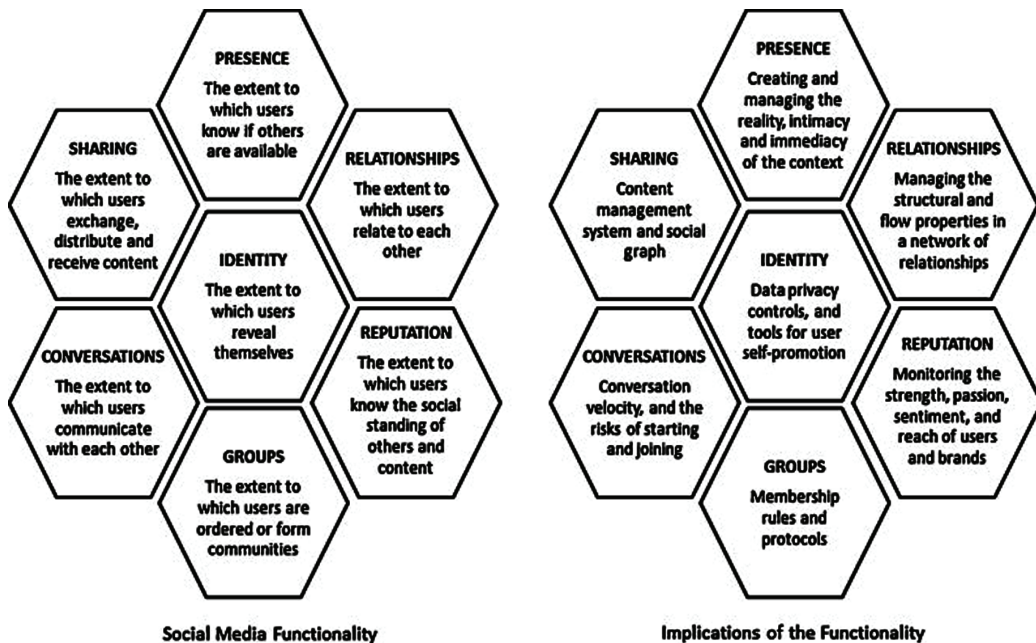 PRESENCE
The extent to
which users
know if others
are available
SHARING
The extent to
which users
exchange,
distribute and
receive content
RELATIONSHIPS
The extent to
which users
relate to each
other
IDENTITY
The extent to
which users
reveal
themselves
CONVERSATIONS
The extent to
which users
communicate
with each other
REPUTATION
The extent to
which users
know the social
standing of
others and
content
GROUPS
The extent to
which users are
ordered or form
communities
Social Media Functionality
PRESENCE
Creating and
managing the
reality, intimacy
and immediacy
of the context
SHARING
Content
management
system and social
graph
RELATIONSHIPS
Managing the
structural and
flow properties in
a network of
relationships
IDENTITY
Data privacy
controls, and
tools for user
self-promotion
CONVERSATIONS
Conversation
velocity, and the
risks of starting
and joining
REPUTATION
Monitoring the
strength, passion,
sentiment, and
reach of users
and brands
GROUPS
Membership
rules and
protocols
Implications of the Functionality